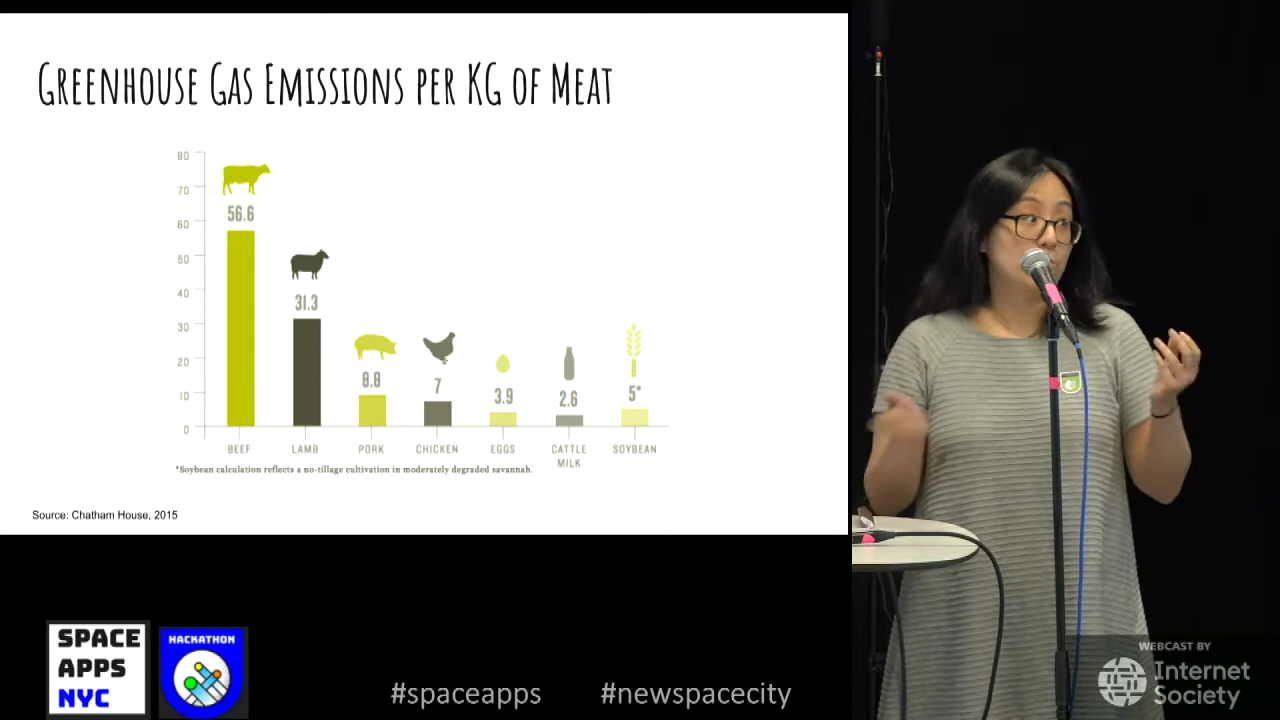 GREENHOUSE GAS EMISSIONS PER KG OF MEAT
80
70
60
50
40
30
20
10
0
56.6
31.3
8.8
7
3.9
2.6
5*
BEEF
LAMB
PORK
CHICKEN
EGGS
CATTLE
MILK
SOYBEAN
*Soybean calculation reflects a no-tillage cultivation in moderately degraded savannah.
Source: Chatham House, 2015
SPACE
APPS
NYC
HACKATHON
#spaceapps
#newspacecity
WEBCAST BY
Internet
Society